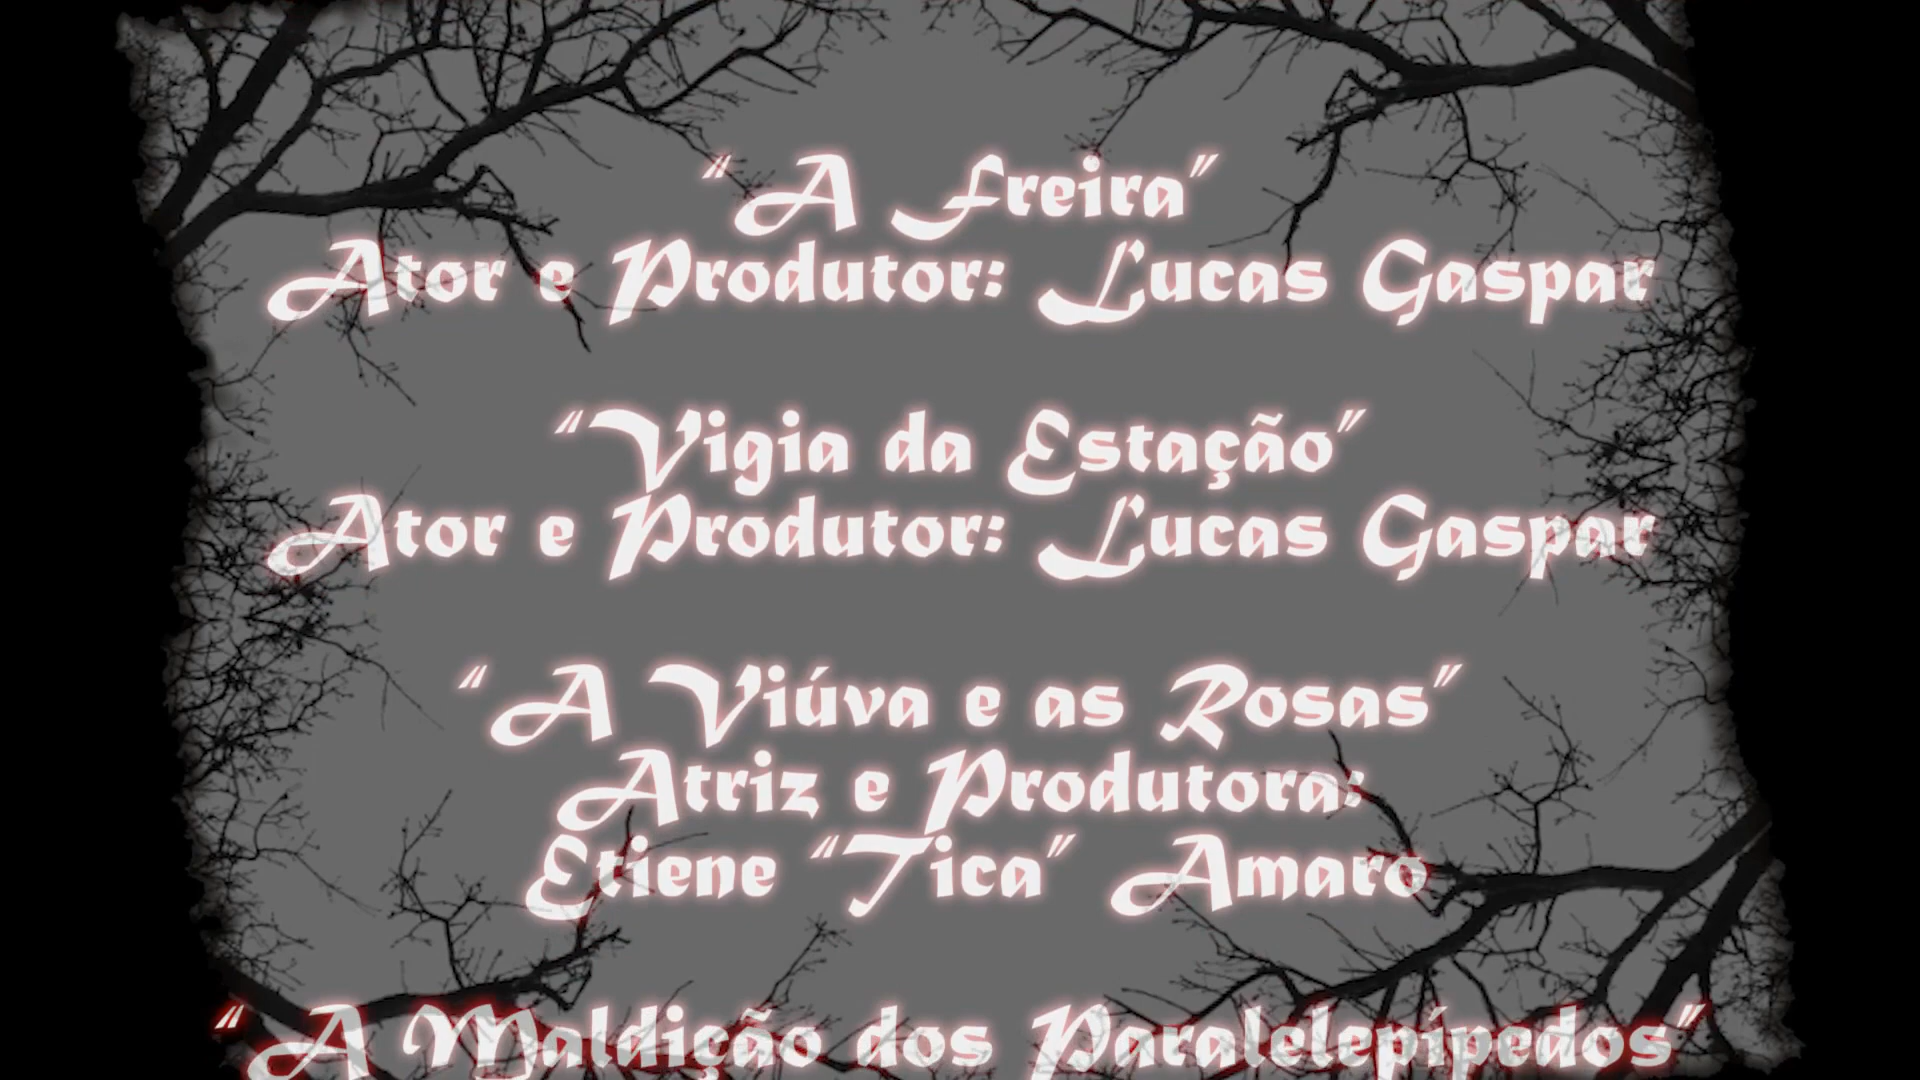 "A Freira"
Ator e Produtor: Lucas Gaspar
"Vigia da Estação"
Ator e Produtor: Lucas Gaspar
"A Viúva e as Rosas"
Atriz e Produtora:
Etiene "Tica" Amaro
"A Maldição dos Paralelepípedos"